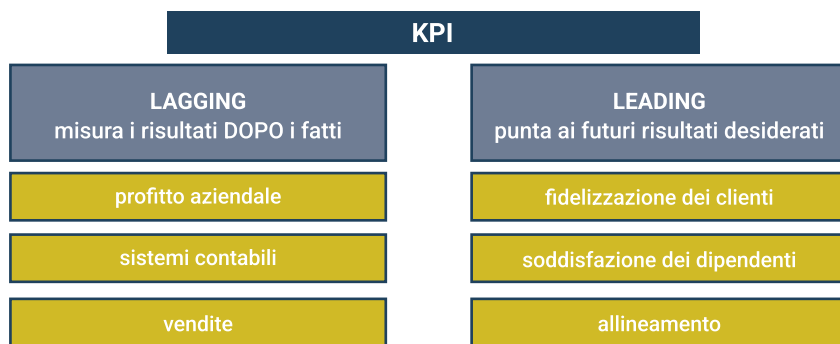 KPI
LAGGING
misura i risultati DOPO i fatti
profitto aziendale
sistemi contabili
vendite
LEADING
punta ai futuri risultati desiderati
fidelizzazione dei clienti
soddisfazione dei dipendenti
allineamento